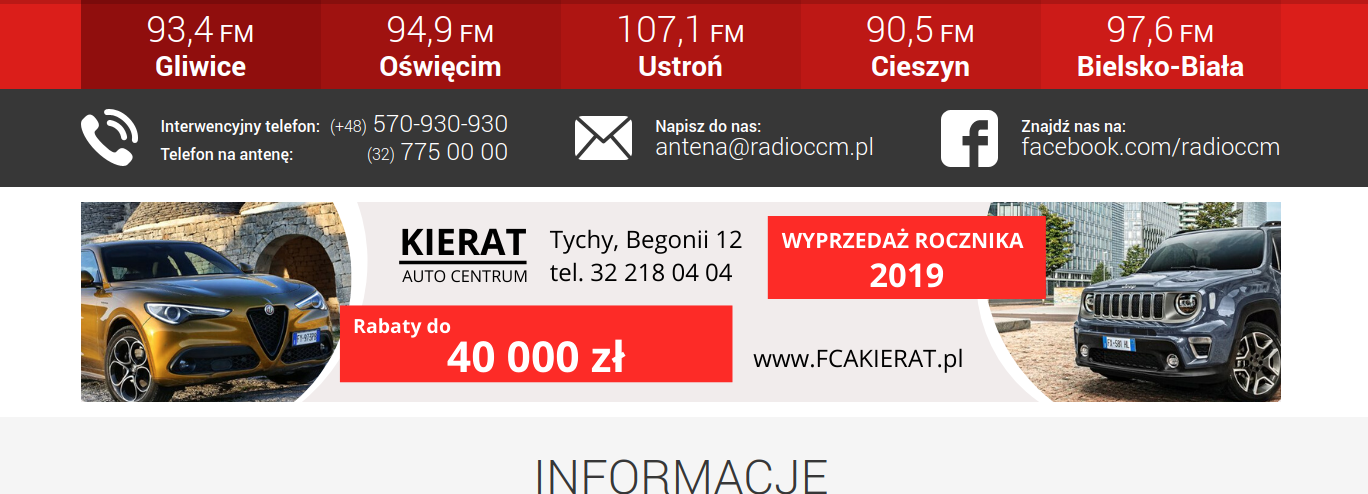 93,4 FM
Gliwice
94,9 FM
Oświęcim
107,1 FM
Ustroń
90,5 FM
Cieszyn
97,6 FM
Bielsko-Biała
Interwencyjny telefon: (+48) 570-930-930
Telefon na antenę: (32) 775 00 00
Napisz do nas:
antena@radioccm.pl
Znajdź nas na:
facebook.com/radioccm
KIERAT
AUTO CENTRUM
Tychy, Begonii 12
tel. 32 218 04 04
WYPRZEDAŻ ROCZNIKA
2019
Rabaty do
40 000 zł
www.FCAKIERAT.pl
INFORMACJE